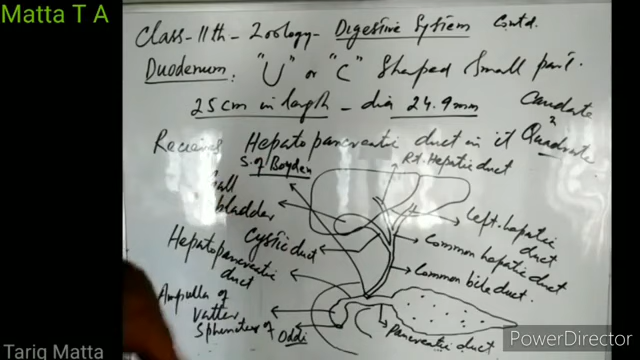 Matta T A
Class-11th - Zoology- Digestive System Contd.
Duodenum: "U" or "C" Shaped Small part.
25cm in length - dia 24.9mm
Caudate
2
Quadrate
Receives Hepatopancreatic duct in it
S. of Boyden
Rt. Hepatic duct
Gall
bladder
Left. hepatic
duct
Cystic duct
Common hepatic duct
Hepatopancreatic
duct
Common bile duct.
Ampulla of
Vatter
Sphincter of Oddi
Pancreatic duct
PowerDirector
Tariq Matta